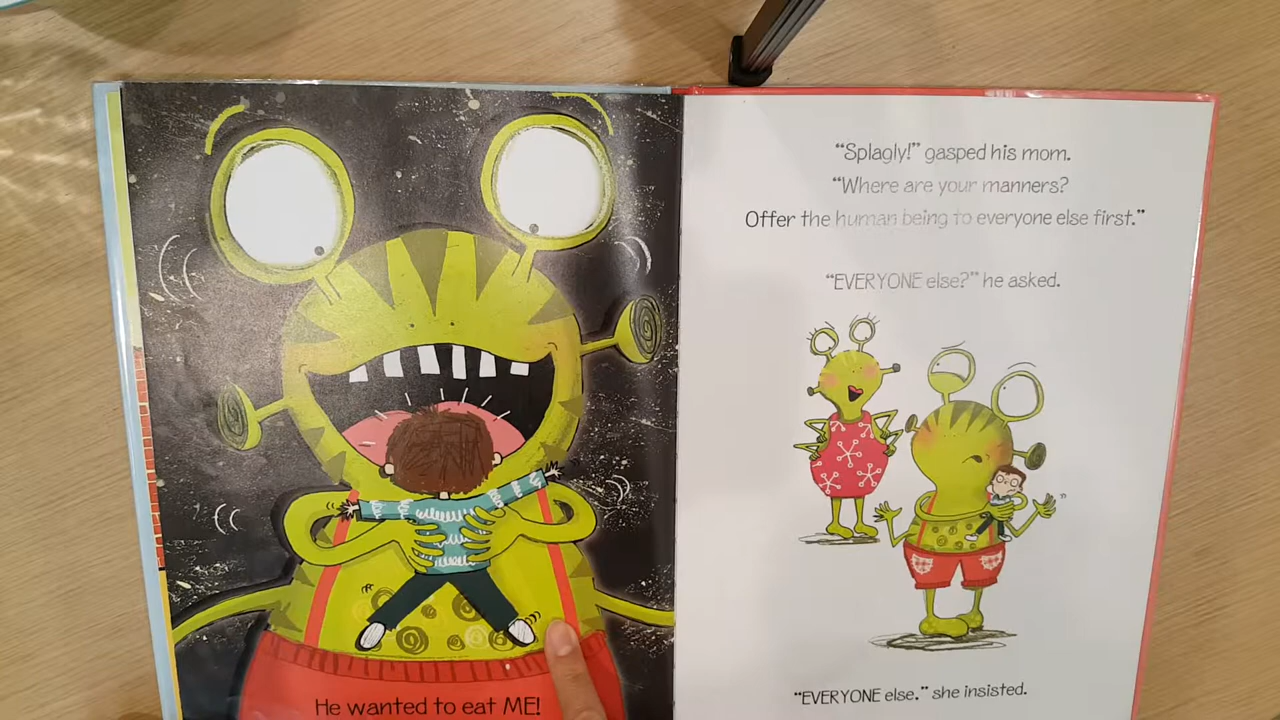 He wanted to eat ME!
“Splagly!” gasped his mom.
“Where are your manners?
Offer the human being to everyone else first.”
“EVERYONE else?” he asked.
“EVERYONE else.” she insisted.